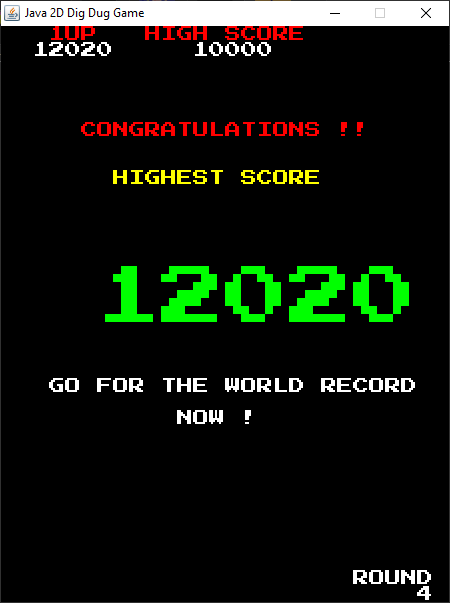 Java 2D Dig Dug Game
1UP HIGH SCORE
12020 10000
CONGRATULATIONS !!
HIGHEST SCORE
12020
GO FOR THE WORLD RECORD
NOW !
ROUND
4